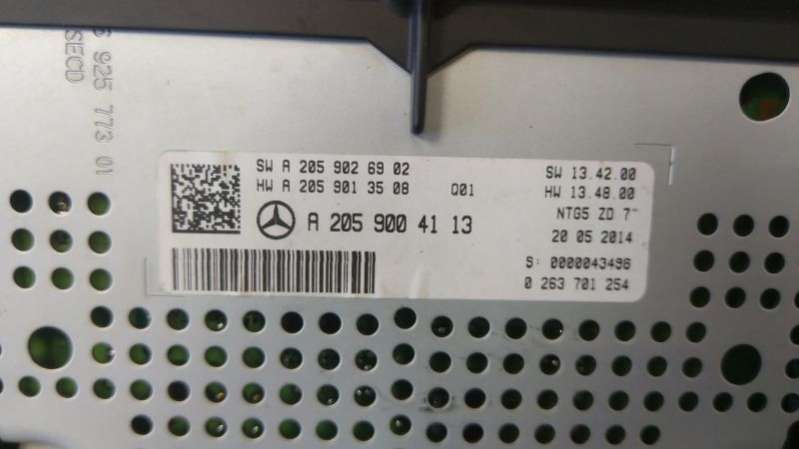 6 925 773 01
SECD
SW A 205 902 69 02
HW A 205 901 35 08 Q01
A 205 900 41 13
SW 13.42.00
HW 13.48.00
NTG5 ZD 7"
20 05 2014
S: 0000043496
0 263 701 254